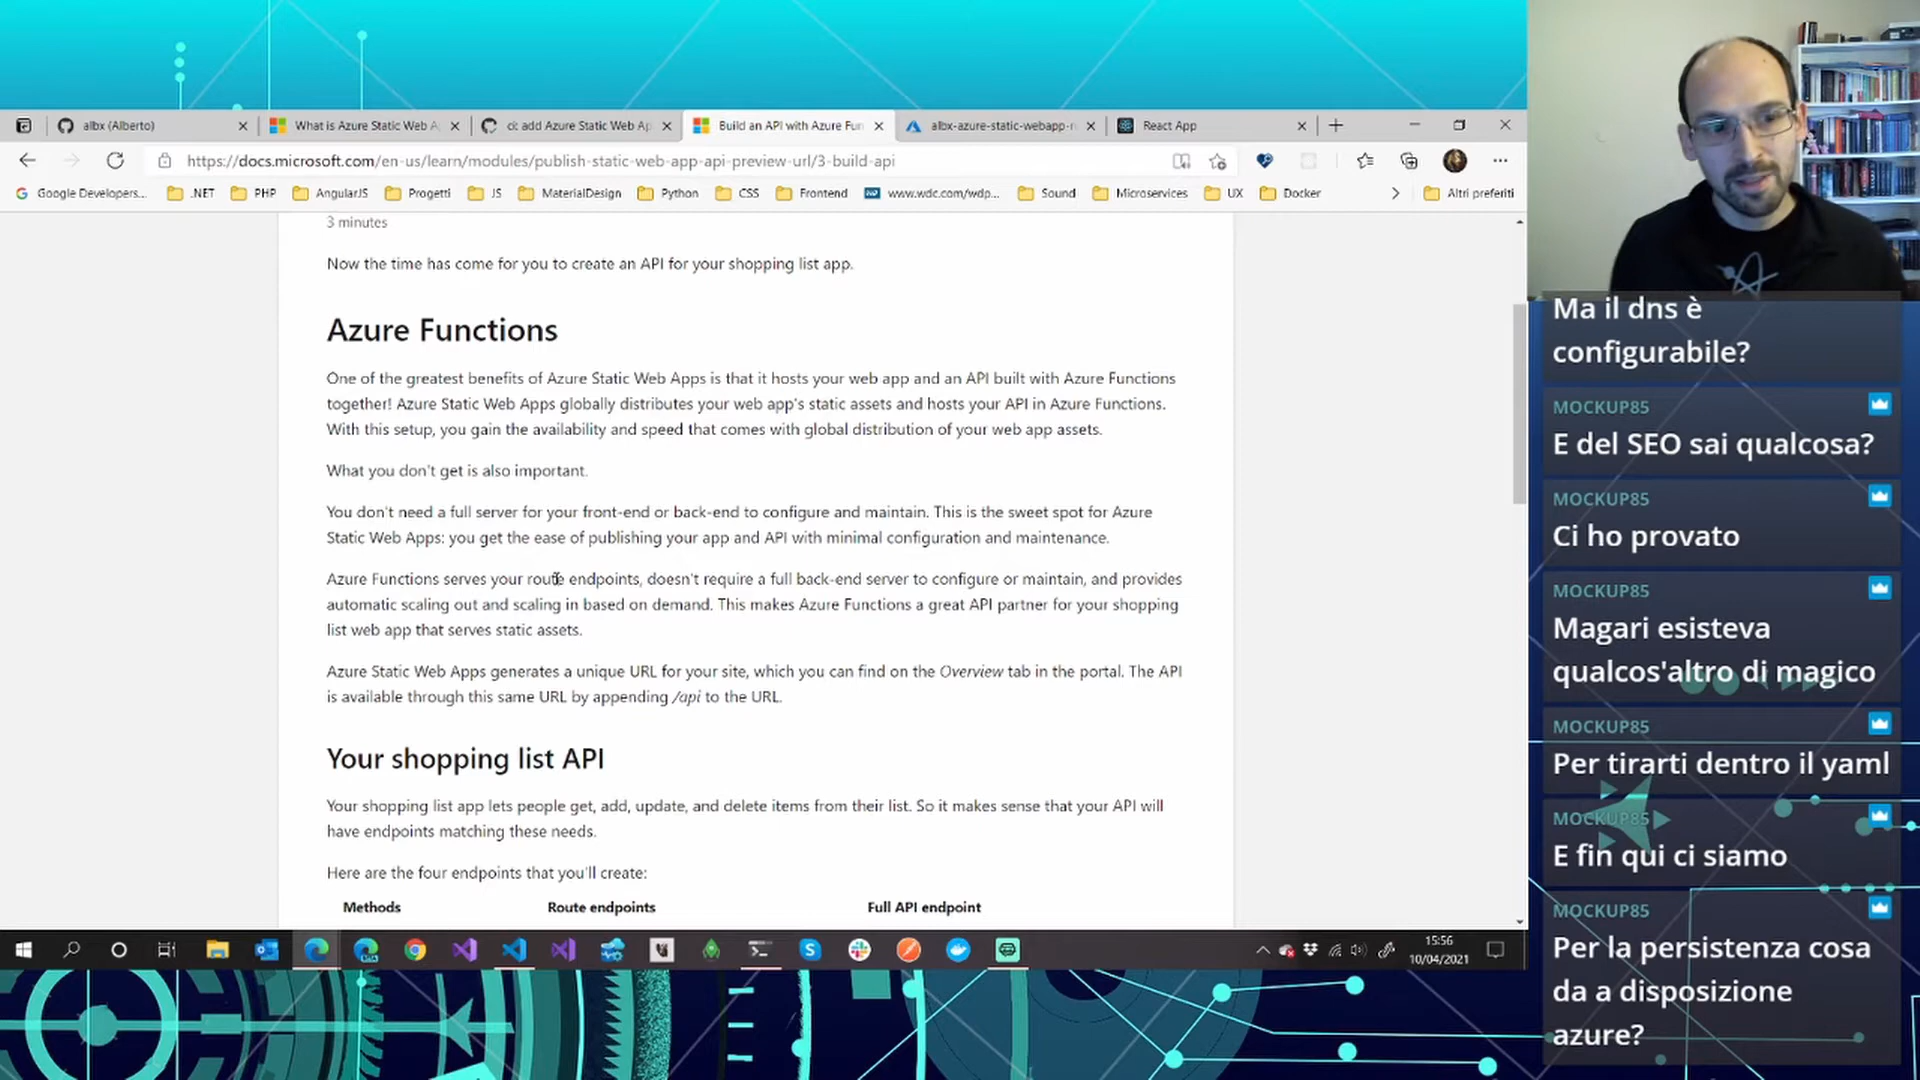 albx (Alberto)
What is Azure Static Web A
ci: add Azure Static Web Ap
Build an API with Azure Fun
albx-azure-static-webapp-r
React App
https://docs.microsoft.com/en-us/learn/modules/publish-static-web-app-api-preview-url/3-build-api
Google Developers...
.NET
PHP
AngularJS
Progetti
JS
MaterialDesign
Python
CSS
Frontend
www.wdc.com/wdp...
Sound
Microservices
UX
Docker
Altri preferiti
3 minutes
Now the time has come for you to create an API for your shopping list app.
Azure Functions
One of the greatest benefits of Azure Static Web Apps is that it hosts your web app and an API built with Azure Functions
together! Azure Static Web Apps globally distributes your web app's static assets and hosts your API in Azure Functions.
With this setup, you gain the availability and speed that comes with global distribution of your web app assets.
What you don't get is also important.
You don't need a full server for your front-end or back-end to configure and maintain. This is the sweet spot for Azure
Static Web Apps: you get the ease of publishing your app and API with minimal configuration and maintenance.
Azure Functions serves your route endpoints, doesn't require a full back-end server to configure or maintain, and provides
automatic scaling out and scaling in based on demand. This makes Azure Functions a great API partner for your shopping
list web app that serves static assets.
Azure Static Web Apps generates a unique URL for your site, which you can find on the Overview tab in the portal. The API
is available through this same URL by appending /api to the URL.
Your shopping list API
Your shopping list app lets people get, add, update, and delete items from their list. So it makes sense that your API will
have endpoints matching these needs.
Here are the four endpoints that you'll create:
Methods
Route endpoints
Full API endpoint
15:56
10/04/2021
Ma il dns è
configurabile?
MOCKUP85
E del SEO sai qualcosa?
MOCKUP85
Ci ho provato
MOCKUP85
Magari esisteva
qualcos'altro di magico
MOCKUP85
Per tirarti dentro il yaml
MOCKUP85
E fin qui ci siamo
MOCKUP85
Per la persistenza cosa
da a disposizione
azure?